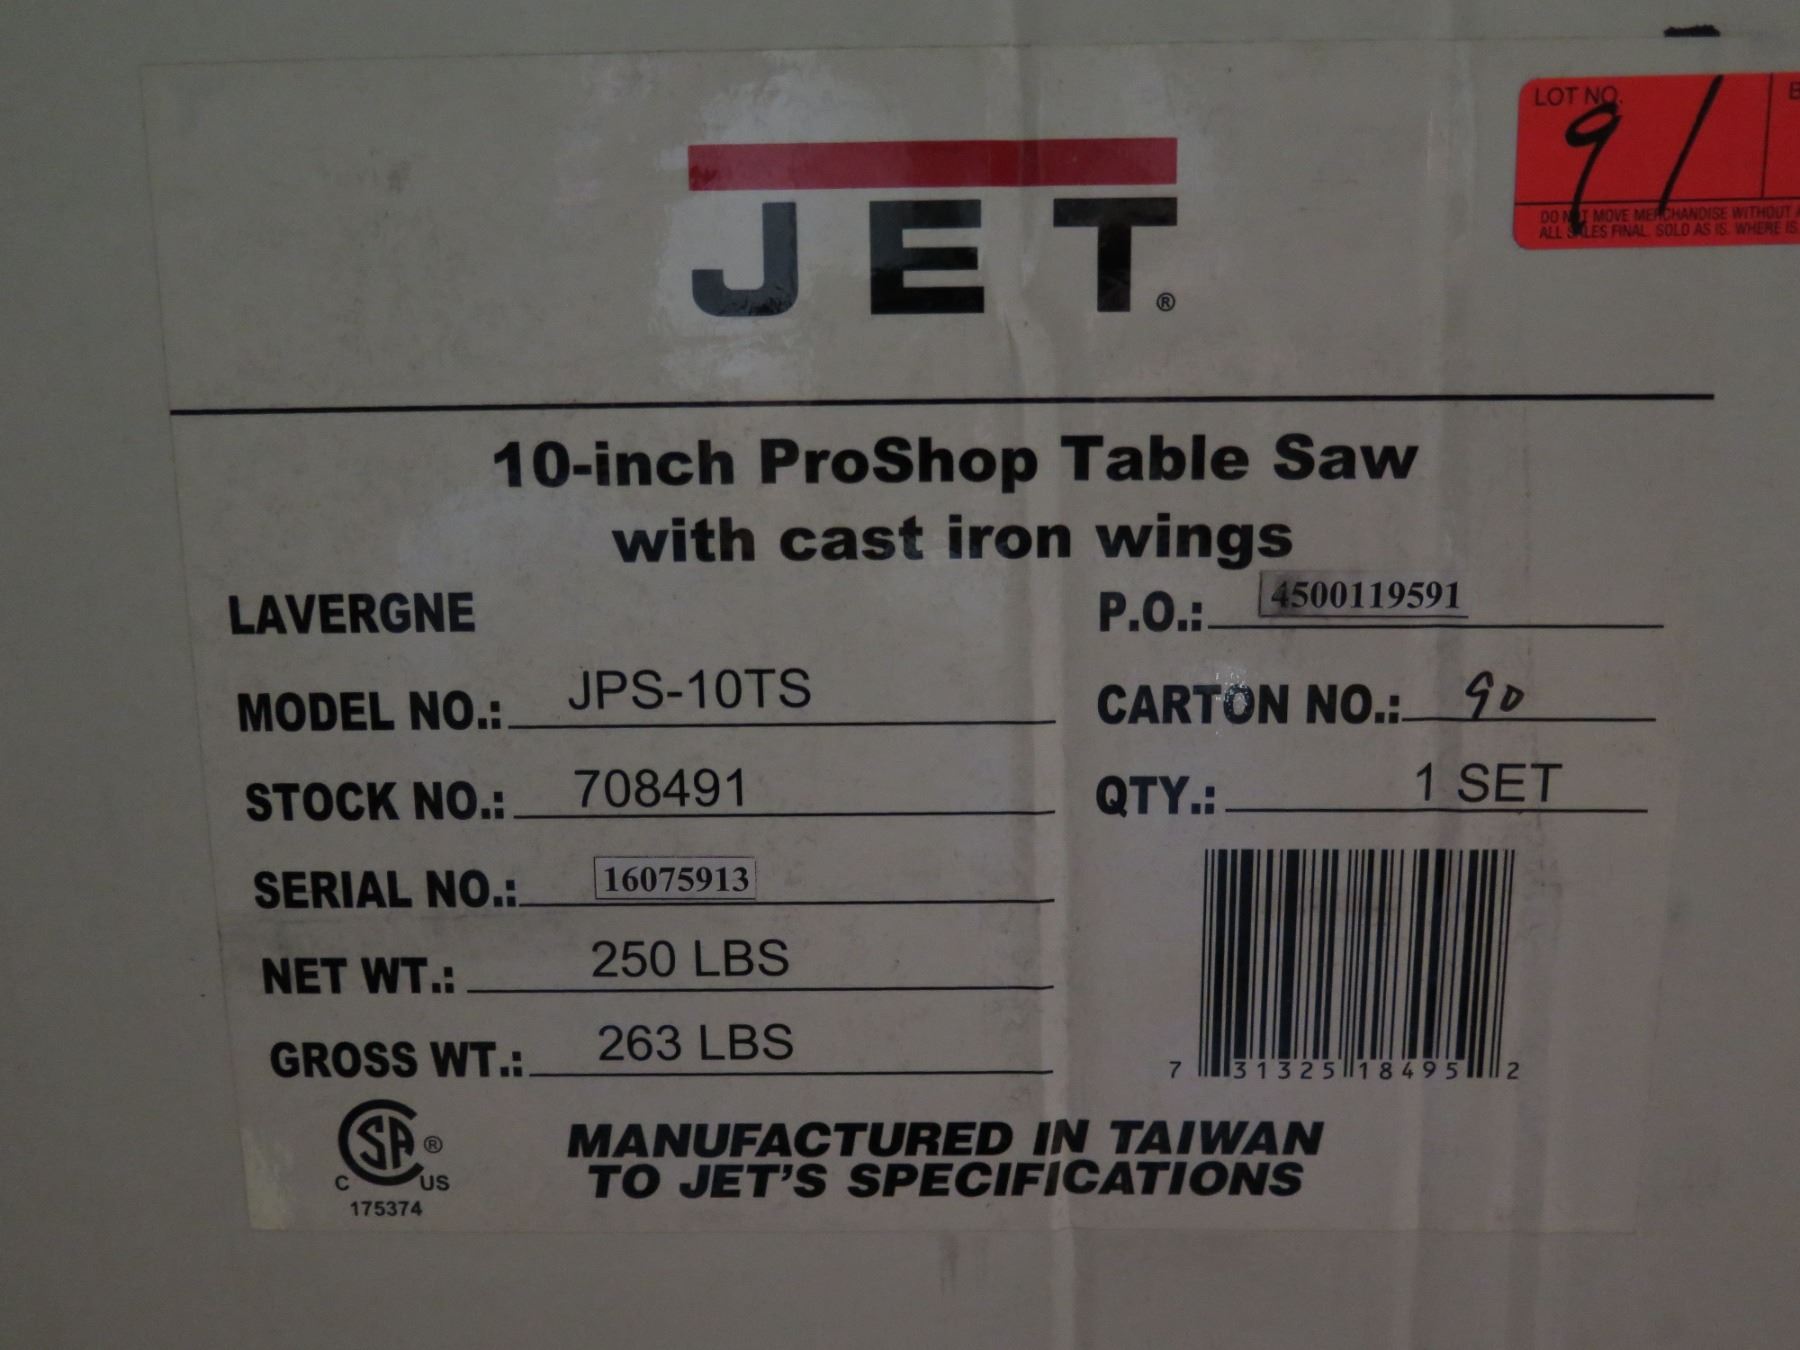 LOT NO.
91
DO NOT MOVE MERCHANDISE WITHOUT
ALL SALES FINAL. SOLD AS IS. WHERE IS
JET®
10-inch ProShop Table Saw
with cast iron wings
LAVERGNE
P.O.: 4500119591
MODEL NO.: JPS-10TS
CARTON NO.: 90
STOCK NO.: 708491
QTY.: 1 SET
SERIAL NO.: 16075913
NET WT.: 250 LBS
GROSS WT.: 263 LBS
7 31325 18495 2
SA ®
C US
175374
MANUFACTURED IN TAIWAN
TO JET'S SPECIFICATIONS